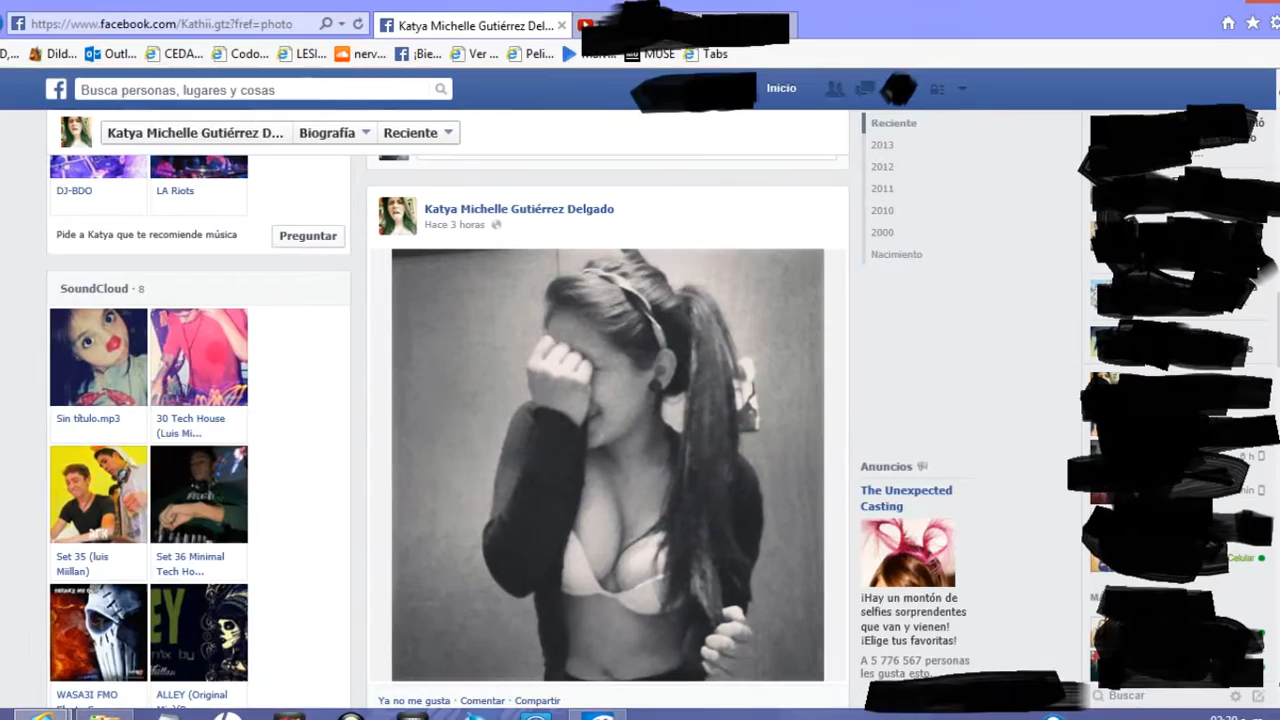 https://www.facebook.com/Kathii.gtz?fref=photo
Katya Michelle Gutiérrez Del...
Dild...
Outl...
CEDA...
Codo...
LESI...
nerv...
¡Bie...
Ver ...
Peli...
MUSE
Tabs
Busca personas, lugares y cosas
Inicio
Katya Michelle Gutiérrez D...
Biografía
Reciente
DJ-BDO
LA Riots
Pide a Katya que te recomiende música
Preguntar
SoundCloud · 8
Sin título.mp3
30 Tech House
(Luis Mi...
Set 35 (luis
Miillan)
Set 36 Minimal
Tech Ho...
WASA3I FMO
ALLEY (Original
Katya Michelle Gutiérrez Delgado
Hace 3 horas
Ya no me gusta · Comentar · Compartir
Reciente
2013
2012
2011
2010
2000
Nacimiento
Anuncios
The Unexpected
Casting
¡Hay un montón de
selfies sorprendentes
que van y vienen!
¡Elige tus favoritas!
A 5 776 567 personas
les gusta esto.
Celular
Buscar